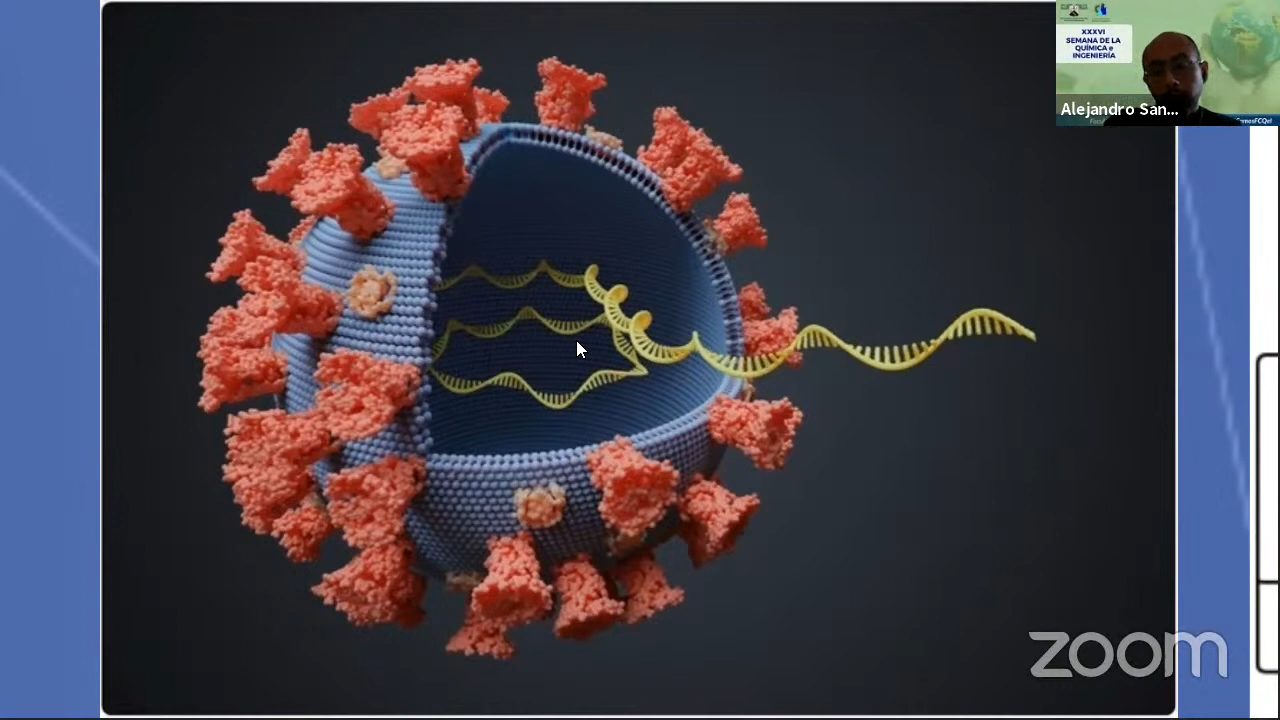 XXXVI
SEMANA DE LA
QUÍMICA e
INGENIERÍA
Alejandro San...
zoom